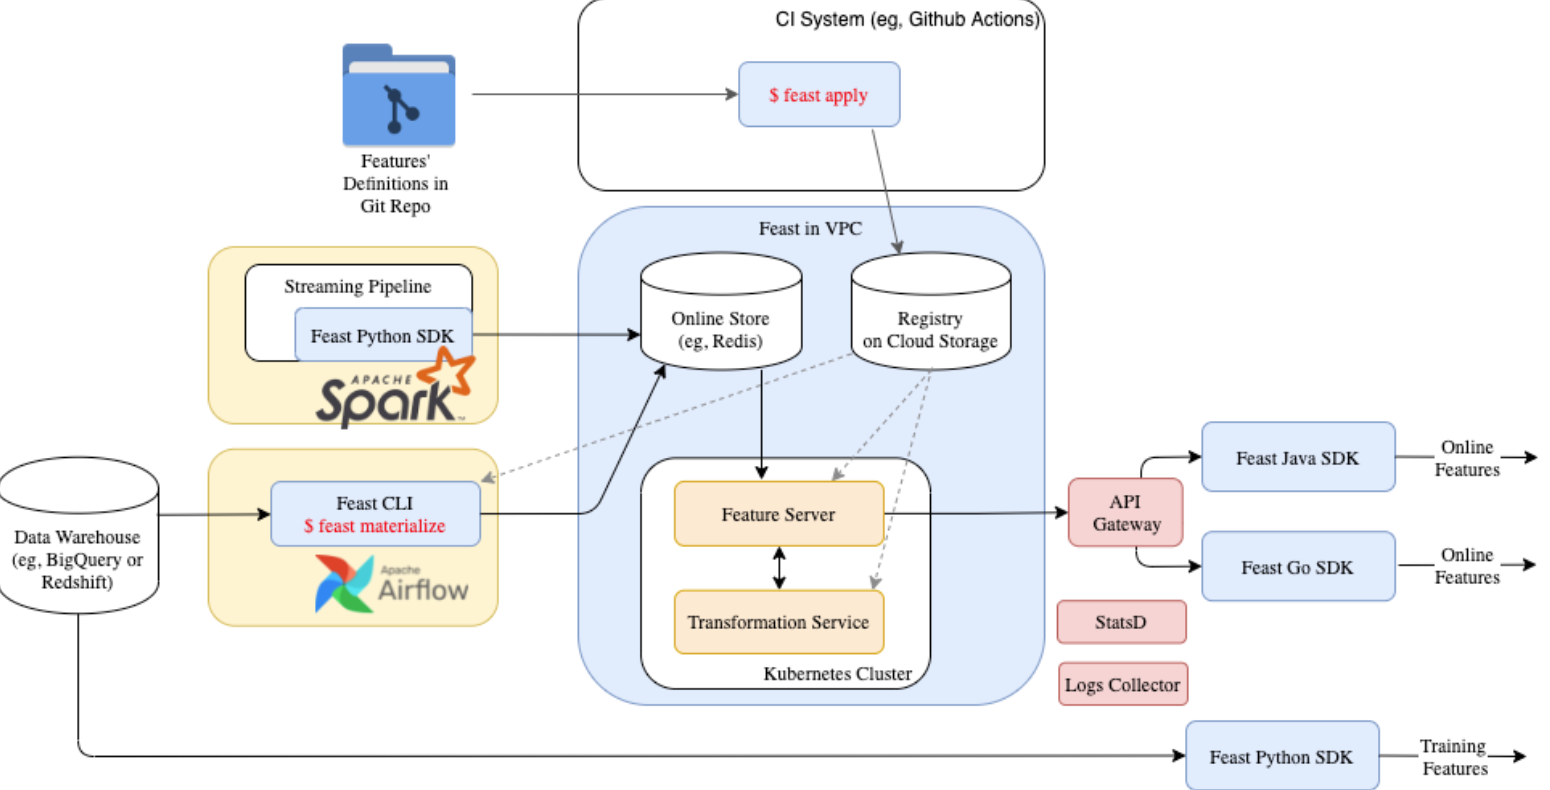 CI System (eg, Github Actions)
$ feast apply
Features'
Definitions in
Git Repo
Feast in VPC
Streaming Pipeline
Feast Python SDK
APACHE
Spark™
Online Store
(eg, Redis)
Registry
on Cloud Storage
Data Warehouse
(eg, BigQuery or
Redshift)
Feast CLI
$ feast materialize
Apache
Airflow
Feature Server
Transformation Service
Kubernetes Cluster
API
Gateway
Feast Java SDK
Online
Features
Feast Go SDK
Online
Features
StatsD
Logs Collector
Feast Python SDK
Training
Features